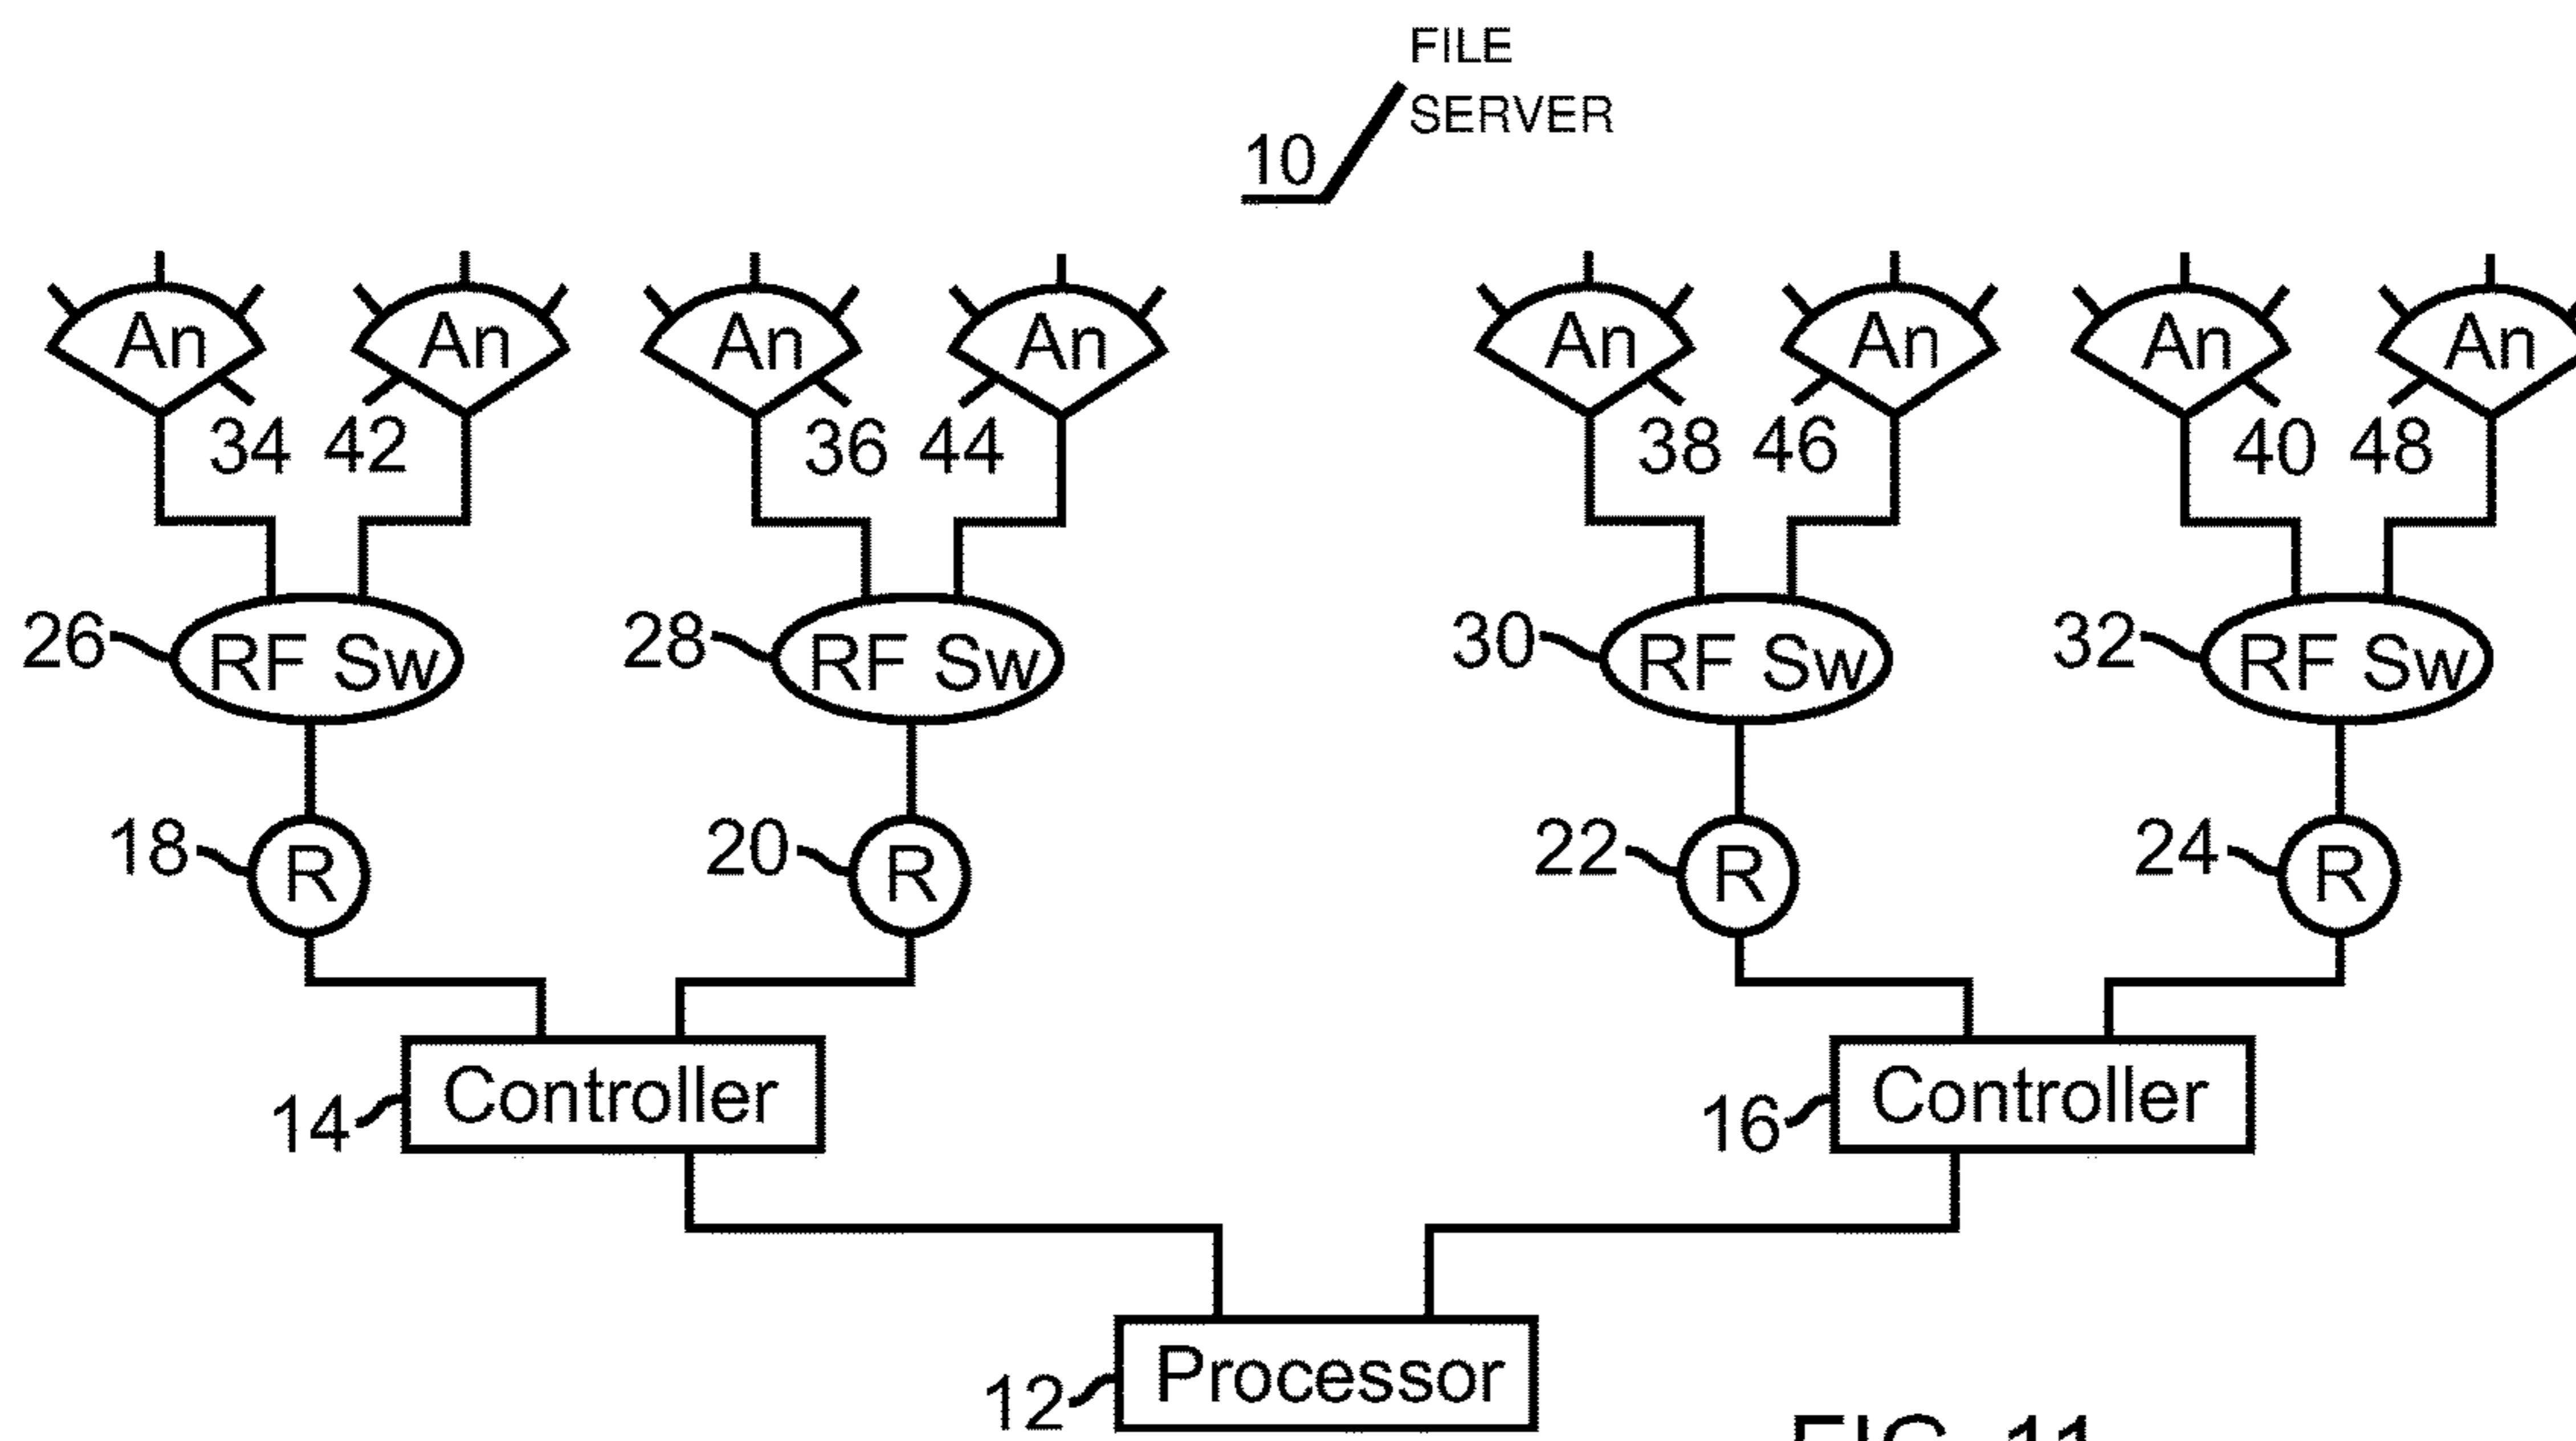 FILE
SERVER
10
An An An An An An An An
34 42 36 44 38 46 40 48
26 RF Sw 28 RF Sw 30 RF Sw 32 RF Sw
18 R 20 R 22 R 24 R
Controller Controller
14 16
Processor
12
FIG. 11